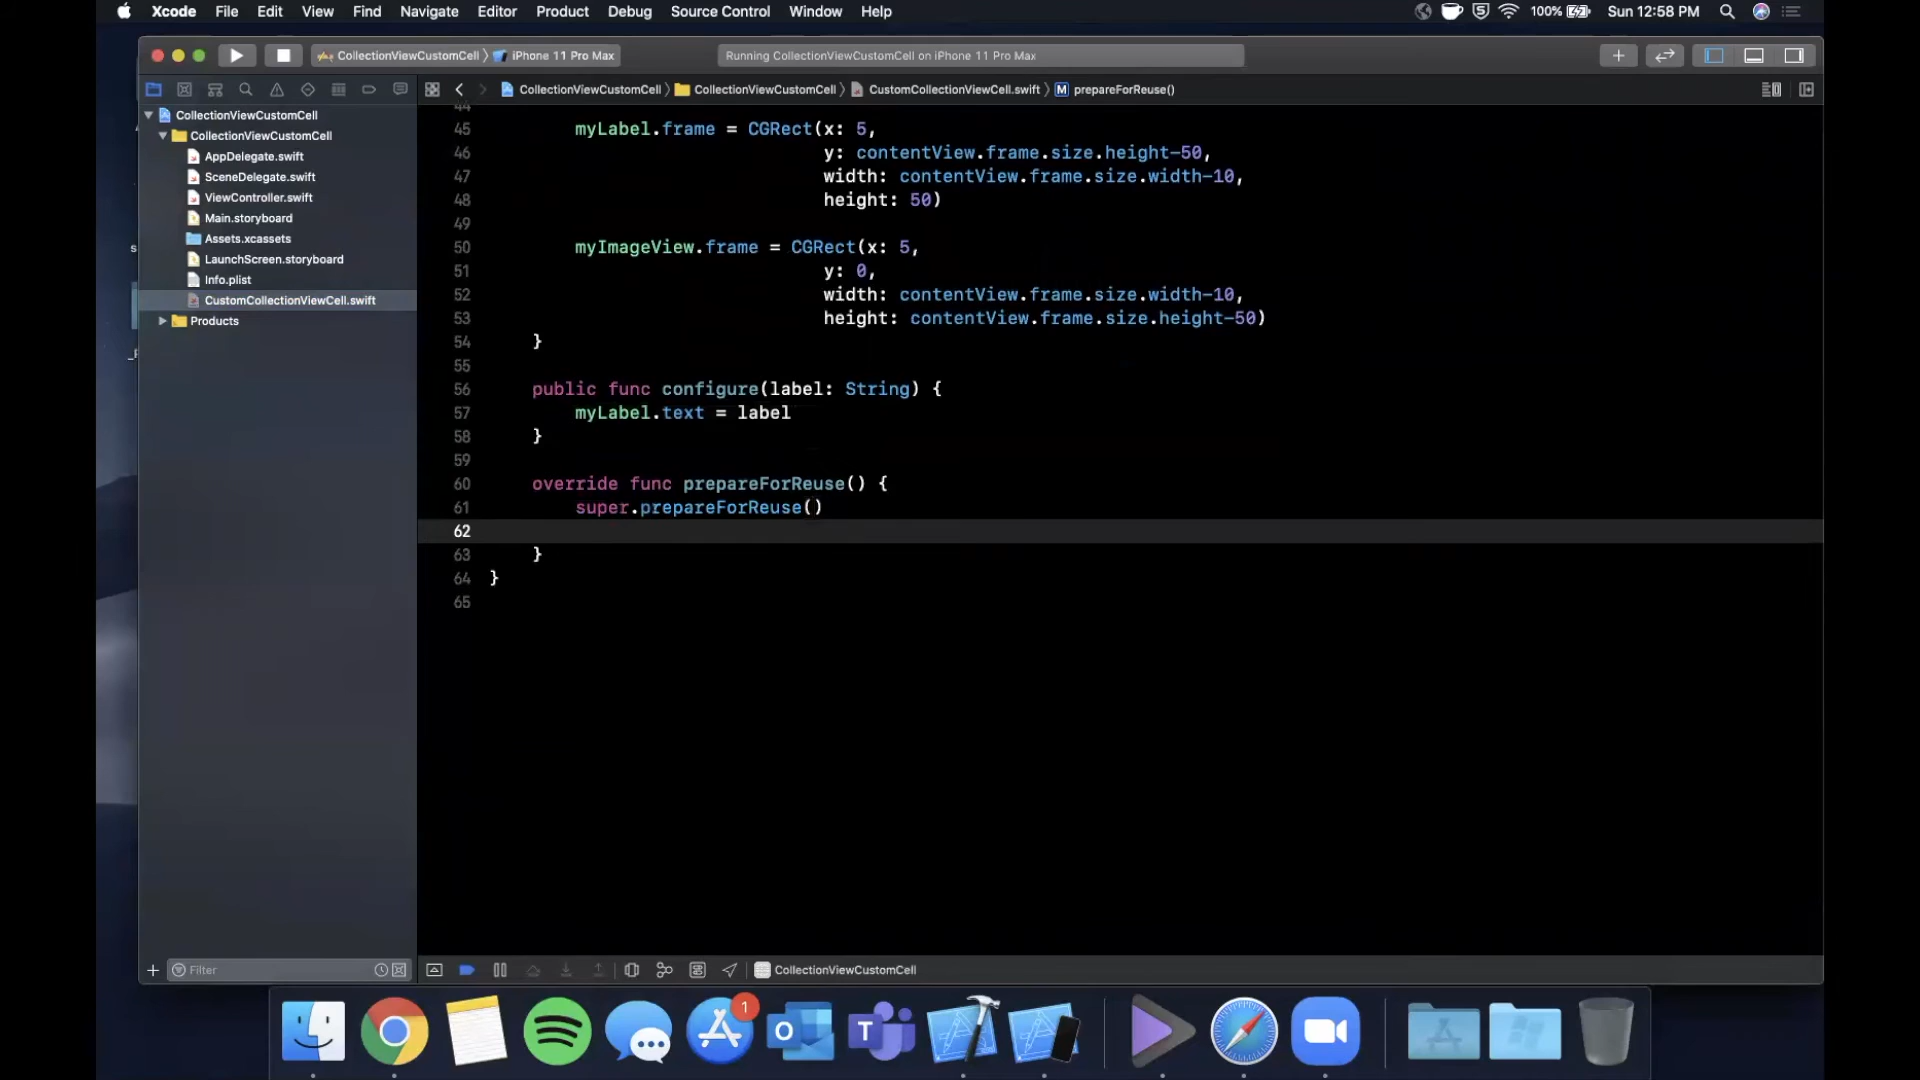 Xcode File Edit View Find Navigate Editor Product Debug Source Control Window Help 100% Sun 12:58 PM
CollectionViewCustomCell iPhone 11 Pro Max Running CollectionViewCustomCell on iPhone 11 Pro Max
CollectionViewCustomCell CollectionViewCustomCell CustomCollectionViewCell.swift M prepareForReuse()
CollectionViewCustomCell
CollectionViewCustomCell
AppDelegate.swift
SceneDelegate.swift
ViewController.swift
Main.storyboard
Assets.xcassets
LaunchScreen.storyboard
Info.plist
CustomCollectionViewCell.swift
Products
44
45 myLabel.frame = CGRect(x: 5,
46 y: contentView.frame.size.height-50,
47 width: contentView.frame.size.width-10,
48 height: 50)
49
50 myImageView.frame = CGRect(x: 5,
51 y: 0,
52 width: contentView.frame.size.width-10,
53 height: contentView.frame.size.height-50)
54 }
55
56 public func configure(label: String) {
57 myLabel.text = label
58 }
59
60 override func prepareForReuse() {
61 super.prepareForReuse()
62
63 }
64 }
65
Filter
CollectionViewCustomCell
1